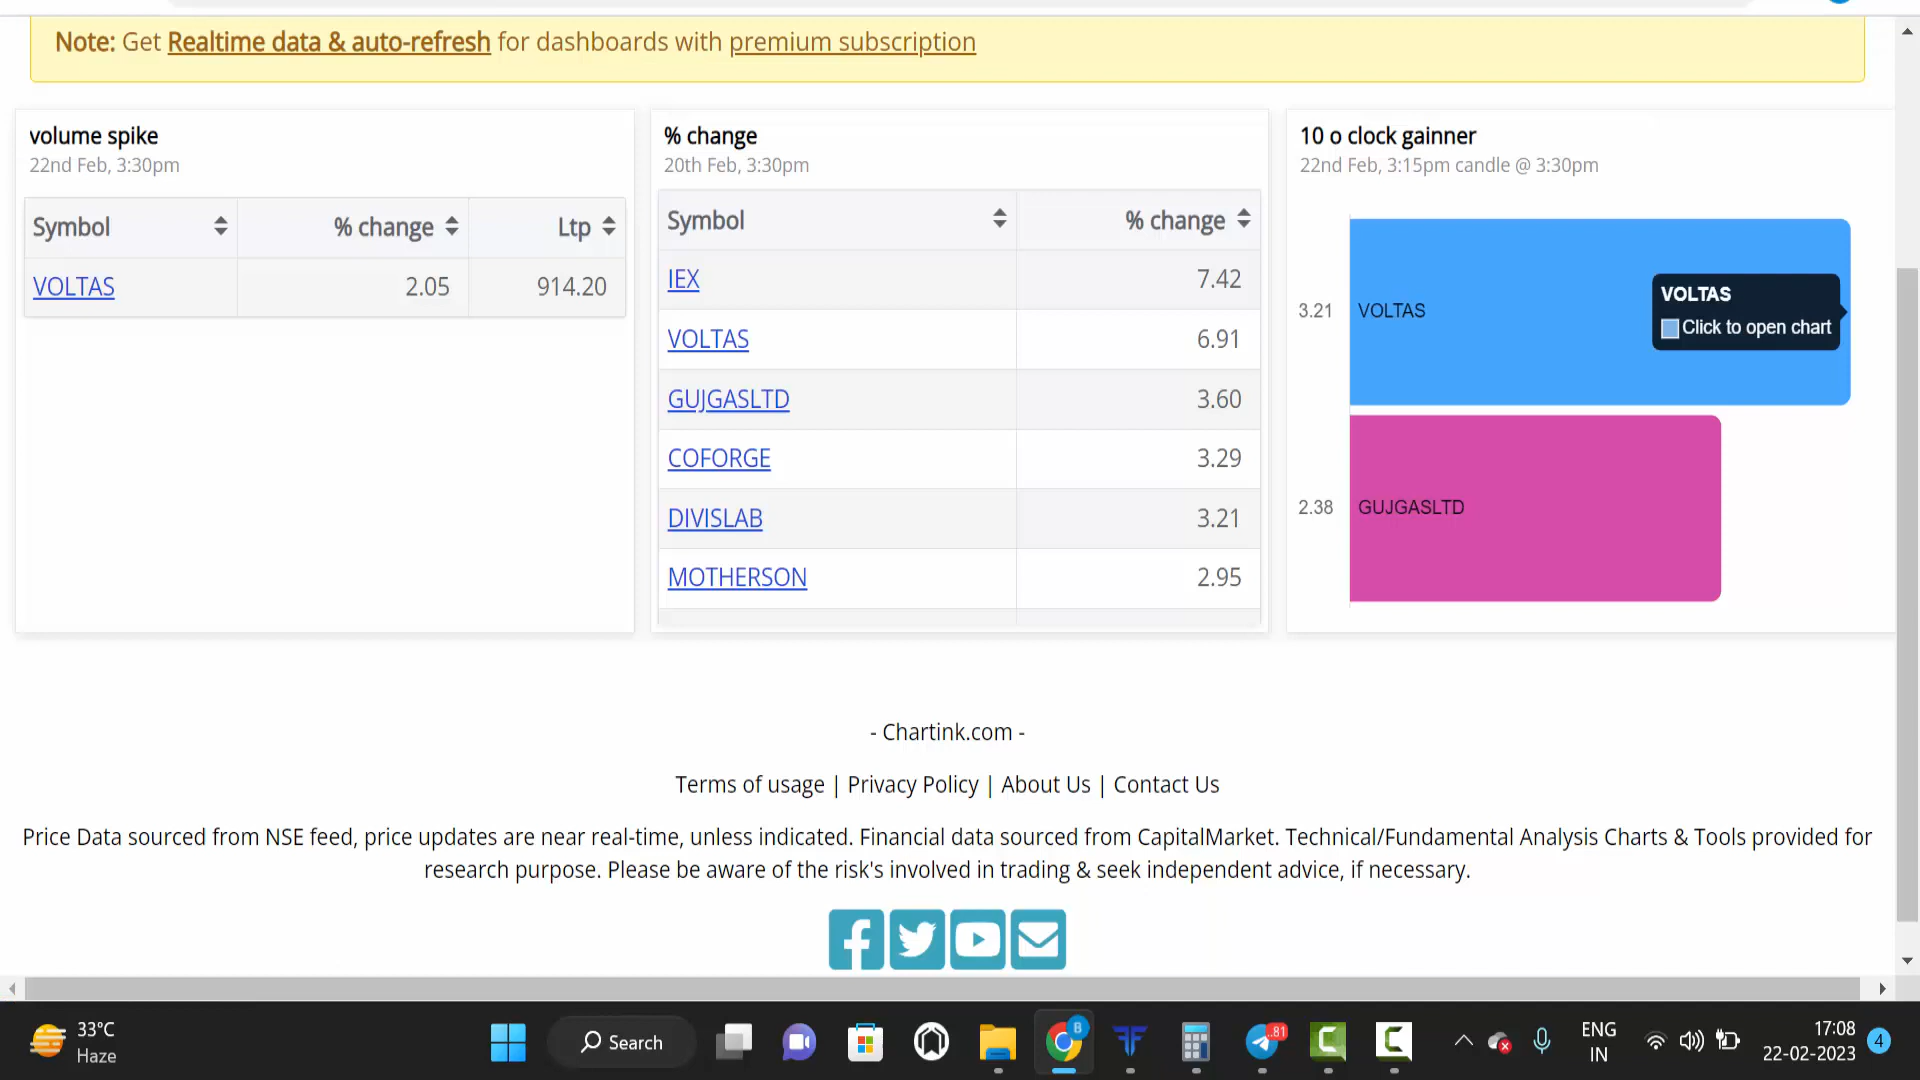 Note: Get Realtime data & auto-refresh for dashboards with premium subscription
volume spike
22nd Feb, 3:30pm
Symbol % change Ltp
VOLTAS 2.05 914.20
% change
20th Feb, 3:30pm
Symbol % change
IEX 7.42
VOLTAS 6.91
GUJGASLTD 3.60
COFORGE 3.29
DIVISLAB 3.21
MOTHERSON 2.95
10 o clock gainner
22nd Feb, 3:15pm candle @ 3:30pm
3.21 VOLTAS
VOLTAS
Click to open chart
2.38 GUJGASLTD
- Chartink.com -
Terms of usage | Privacy Policy | About Us | Contact Us
Price Data sourced from NSE feed, price updates are near real-time, unless indicated. Financial data sourced from CapitalMarket. Technical/Fundamental Analysis Charts & Tools provided for
research purpose. Please be aware of the risk's involved in trading & seek independent advice, if necessary.
33°C
Haze
Search
B
81
ENG
IN
17:08
22-02-2023
4